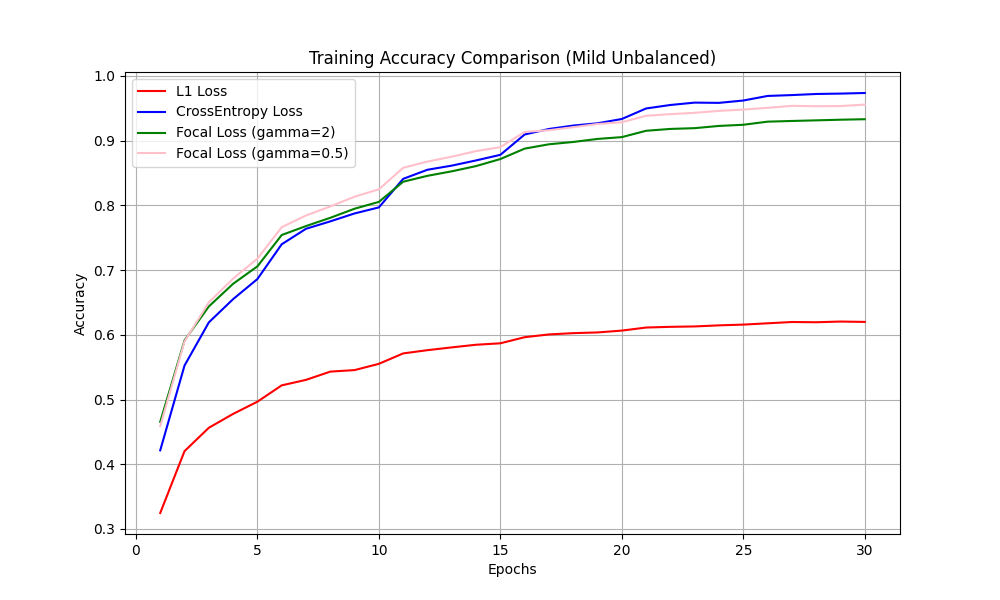 Training Accuracy Comparison (Mild Unbalanced)
L1 Loss
CrossEntropy Loss
Focal Loss (gamma=2)
Focal Loss (gamma=0.5)
Accuracy
1.0
0.9
0.8
0.7
0.6
0.5
0.4
0.3
0 5 10 15 20 25 30
Epochs